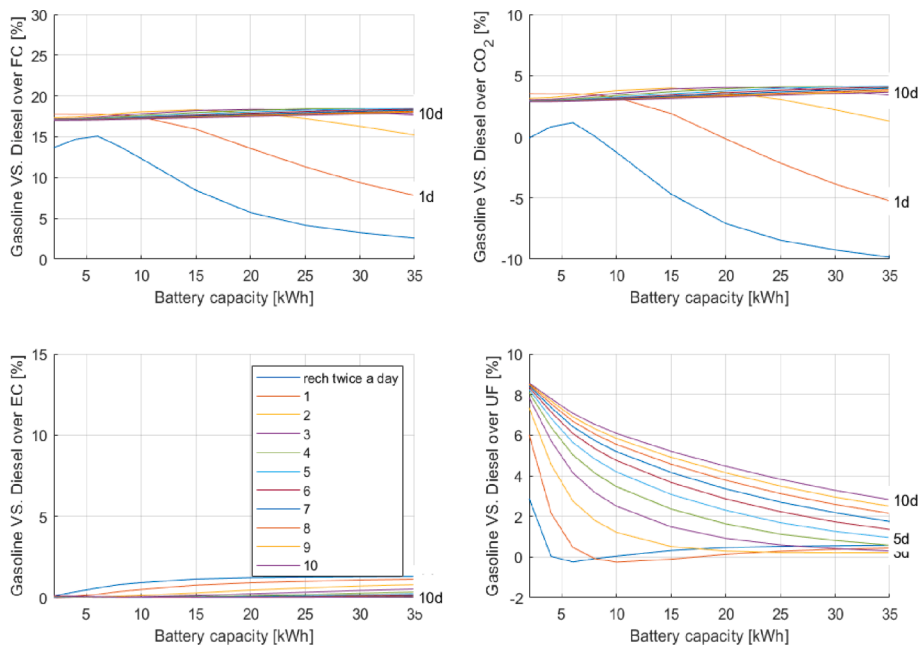 Gasoline VS. Diesel over FC [%]
30
25
20
15
10
5
0
10d
1d
5 10 15 20 25 30 35
Battery capacity [kWh]
Gasoline VS. Diesel over CO2 [%]
10
5
0
-5
-10
10d
1d
5 10 15 20 25 30 35
Battery capacity [kWh]
Gasoline VS. Diesel over EC [%]
15
10
5
0
rech twice a day
1
2
3
4
5
6
7
8
9
10
10d
5 10 15 20 25 30 35
Battery capacity [kWh]
Gasoline VS. Diesel over UF [%]
10
8
6
4
2
0
-2
10d
5d
5 10 15 20 25 30 35
Battery capacity [kWh]